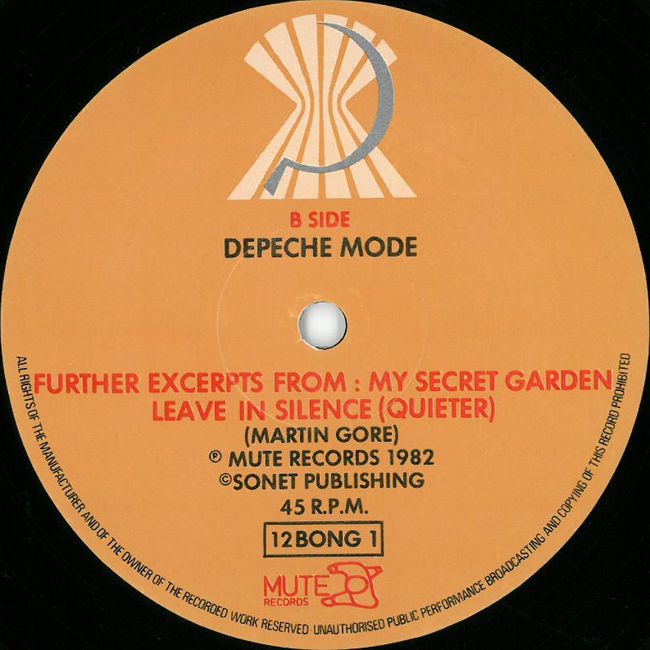 B SIDE
DEPECHE MODE
FURTHER EXCERPTS FROM : MY SECRET GARDEN
LEAVE IN SILENCE (QUIETER)
(MARTIN GORE)
℗ MUTE RECORDS 1982
© SONET PUBLISHING
45 R.P.M.
12 BONG 1
MUTE
RECORDS
ALL RIGHTS OF THE MANUFACTURER AND OF THE OWNER OF THE RECORDED WORK RESERVED · UNAUTHORISED PUBLIC PERFORMANCE BROADCASTING AND COPYING OF THIS RECORD PROHIBITED